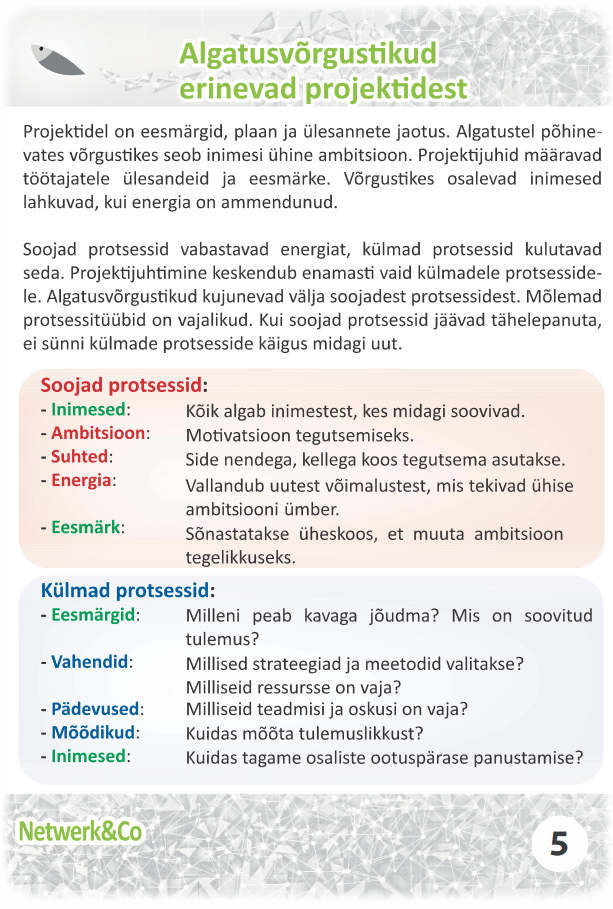 Algatusvõrgustikud
erinevad projektidest
Projektidel on eesmärgid, plaan ja ülesannete jaotus. Algatustel põhine-
vates võrgustikes seob inimesi ühine ambitsioon. Projektijuhid määravad
töötajatele ülesandeid ja eesmärke. Võrgustikes osalevad inimesed
lahkuvad, kui energia on ammendunud.
Soojad protsessid vabastavad energiat, külmad protsessid kulutavad
seda. Projektijuhtimine keskendub enamasti vaid külmadele protsesside-
le. Algatusvõrgustikud kujunevad välja soojadest protsessidest. Mõlemad
protsessitüübid on vajalikud. Kui soojad protsessid jäävad tähelepanuta,
ei sünni külmade protsesside käigus midagi uut.
Soojad protsessid:
- Inimesed: Kõik algab inimestest, kes midagi soovivad.
- Ambitsioon: Motivatsioon tegutsemiseks.
- Suhted: Side nendega, kellega koos tegutsema asutakse.
- Energia: Vallandub uutest võimalustest, mis tekivad ühise
ambitsiooni ümber.
- Eesmärk: Sõnastatakse üheskoos, et muuta ambitsioon
tegelikkuseks.
Külmad protsessid:
- Eesmärgid: Milleni peab kavaga jõudma? Mis on soovitud
tulemus?
- Vahendid: Millised strateegiad ja meetodid valitakse?
Milliseid ressursse on vaja?
- Pädevused: Milliseid teadmisi ja oskusi on vaja?
- Mõõdikud: Kuidas mõõta tulemuslikkust?
- Inimesed: Kuidas tagame osaliste ootuspärase panustamise?
Netwerk&Co
5